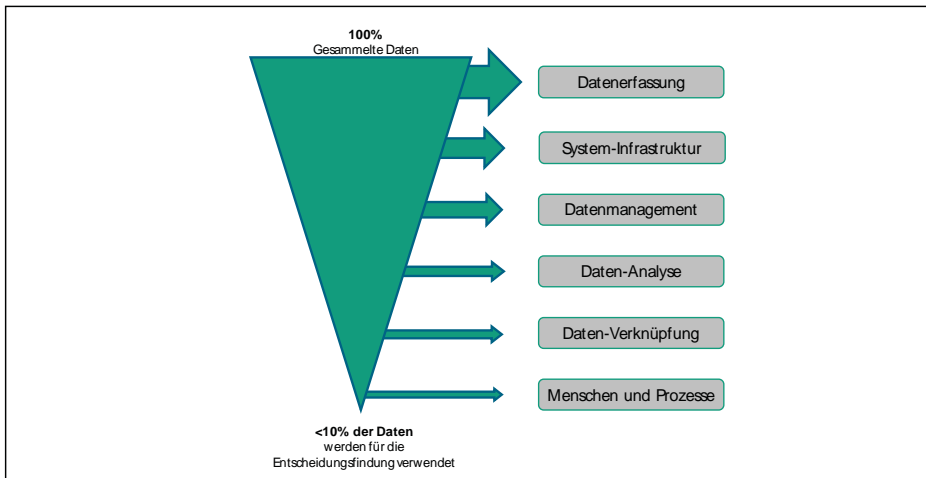 100%
Gesammelte Daten
Datenerfassung
System-Infrastruktur
Datenmanagement
Daten-Analyse
Daten-Verknüpfung
Menschen und Prozesse
<10% der Daten
werden für die
Entscheidungsfindung verwendet